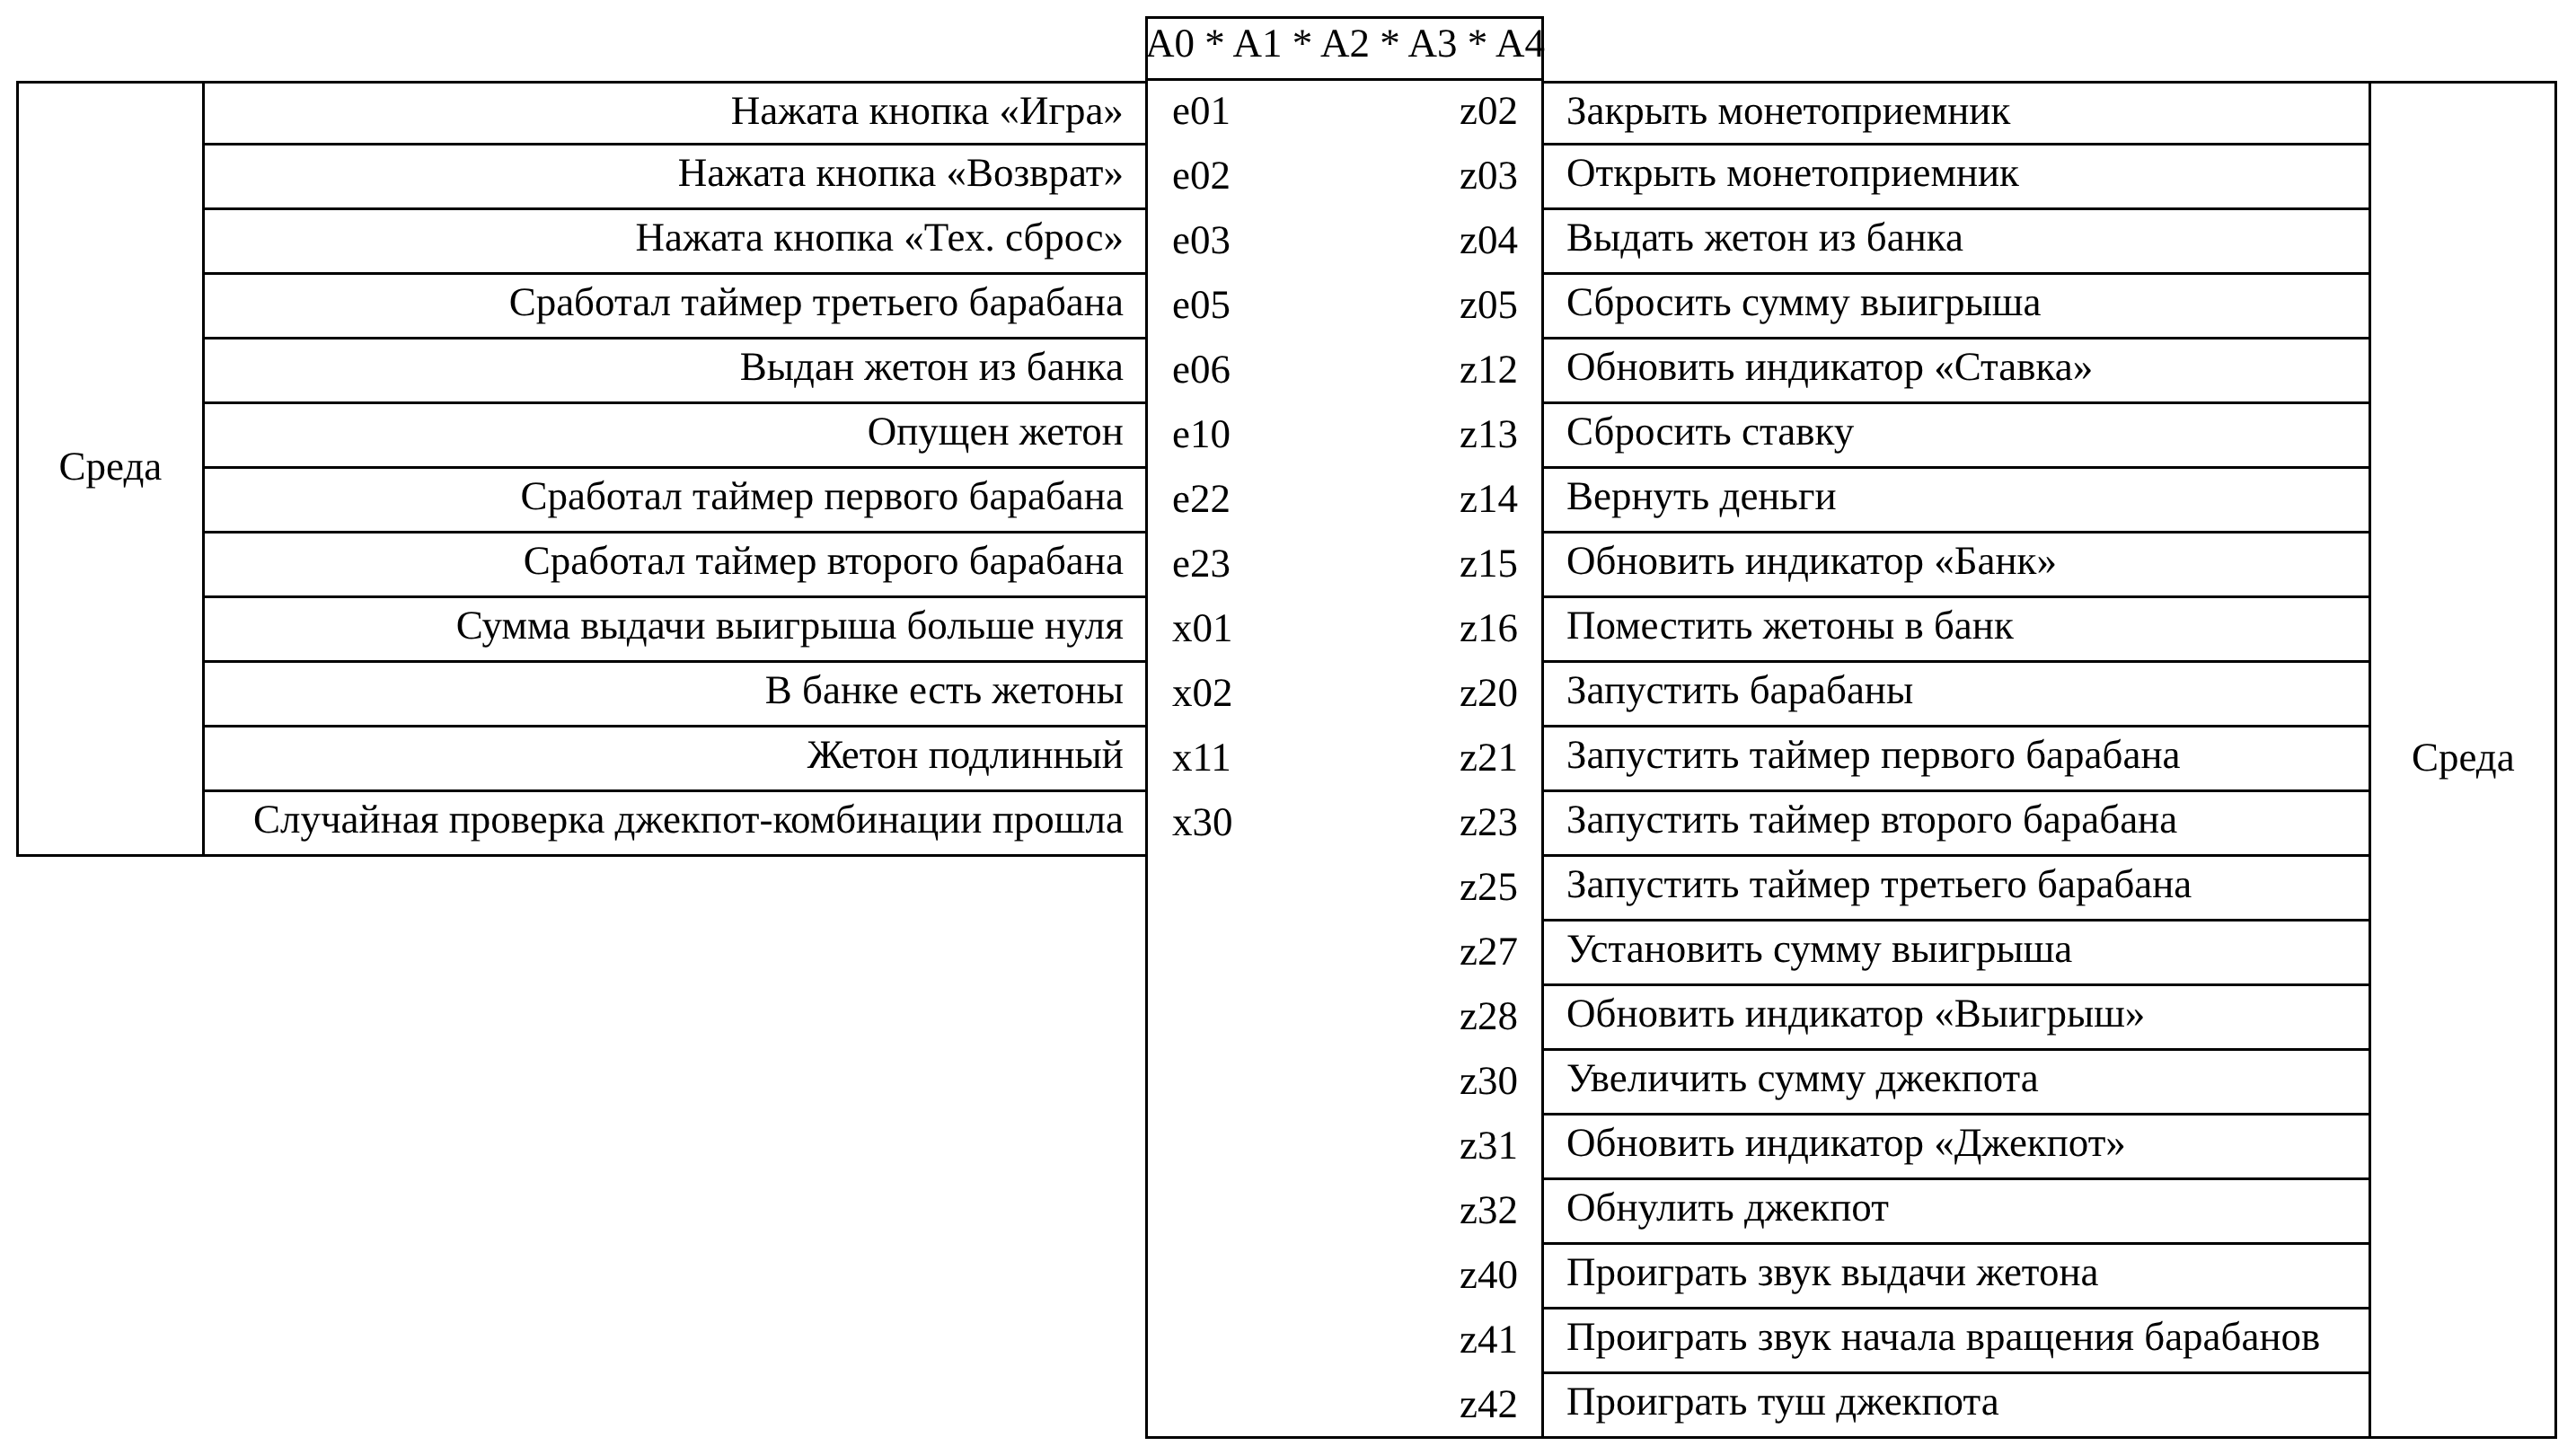 A0 * A1 * A2 * A3 * A4
Нажата кнопка «Игра» e01 z02 Закрыть монетоприемник
Нажата кнопка «Возврат» e02 z03 Открыть монетоприемник
Нажата кнопка «Тех. сброс» e03 z04 Выдать жетон из банка
Сработал таймер третьего барабана e05 z05 Сбросить сумму выигрыша
Выдан жетон из банка e06 z12 Обновить индикатор «Ставка»
Опущен жетон e10 z13 Сбросить ставку
Среда
Сработал таймер первого барабана e22 z14 Вернуть деньги
Сработал таймер второго барабана e23 z15 Обновить индикатор «Банк»
Сумма выдачи выигрыша больше нуля x01 z16 Поместить жетоны в банк
В банке есть жетоны x02 z20 Запустить барабаны
Жетон подлинный x11 z21 Запустить таймер первого барабана
Среда
Случайная проверка джекпот-комбинации прошла x30 z23 Запустить таймер второго барабана
z25 Запустить таймер третьего барабана
z27 Установить сумму выигрыша
z28 Обновить индикатор «Выигрыш»
z30 Увеличить сумму джекпота
z31 Обновить индикатор «Джекпот»
z32 Обнулить джекпот
z40 Проиграть звук выдачи жетона
z41 Проиграть звук начала вращения барабанов
z42 Проиграть туш джекпота